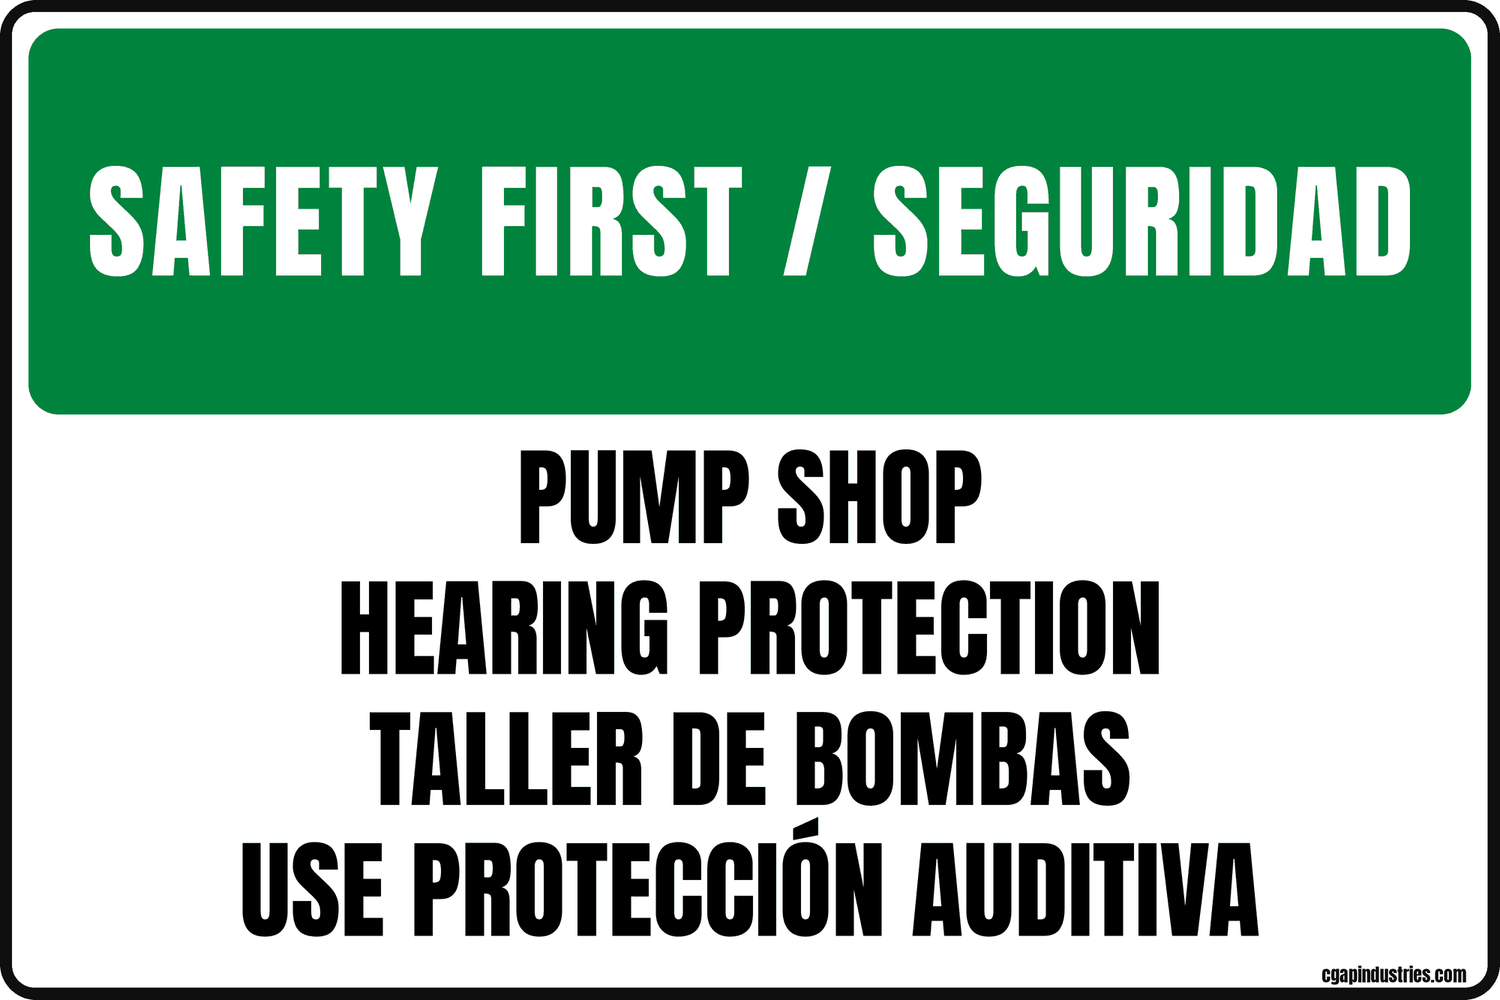 SAFETY FIRST / SEGURIDAD
PUMP SHOP
HEARING PROTECTION
TALLER DE BOMBAS
USE PROTECCIÓN AUDITIVA
cgapindustries.com